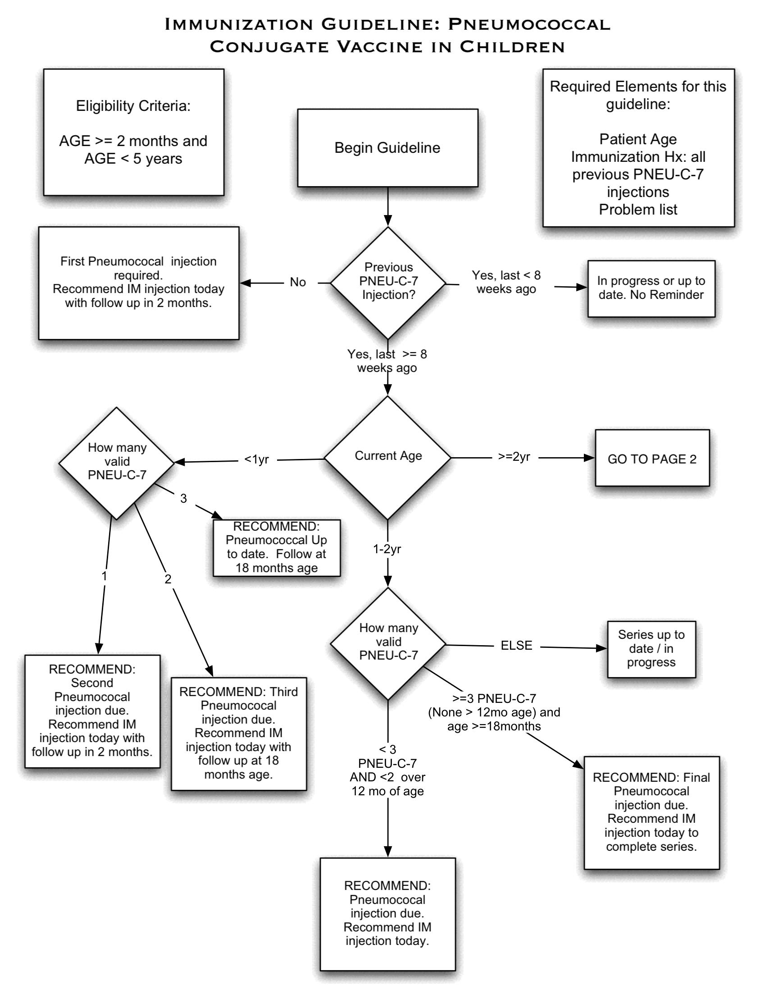 IMMUNIZATION GUIDELINE: PNEUMOCOCCAL
CONJUGATE VACCINE IN CHILDREN
Eligibility Criteria:
AGE >= 2 months and
AGE < 5 years
Begin Guideline
Required Elements for this
guideline:
Patient Age
Immunization Hx: all
previous PNEU-C-7
injections
Problem list
First Pneumococal injection
required.
Recommend IM injection today
with follow up in 2 months.
No
Previous
PNEU-C-7
Injection?
Yes, last < 8
weeks ago
In progress or up to
date. No Reminder
Yes, last >= 8
weeks ago
How many
valid
PNEU-C-7
<1yr
Current Age
>=2yr
GO TO PAGE 2
3
RECOMMEND:
Pneumococcal Up
to date. Follow at
18 months age
1
2
1-2yr
How many
valid
PNEU-C-7
ELSE
Series up to
date / in
progress
RECOMMEND:
Second
Pneumococal
injection due.
Recommend IM
injection today with
follow up in 2 months.
RECOMMEND: Third
Pneumococal
injection due.
Recommend IM
injection today with
follow up at 18
months age.
>=3 PNEU-C-7
(None > 12mo age) and
age >=18months
< 3
PNEU-C-7
AND <2 over
12 mo of age
RECOMMEND: Final
Pneumococal
injection due.
Recommend IM
injection today to
complete series.
RECOMMEND:
Pneumococal
injection due.
Recommend IM
injection today.